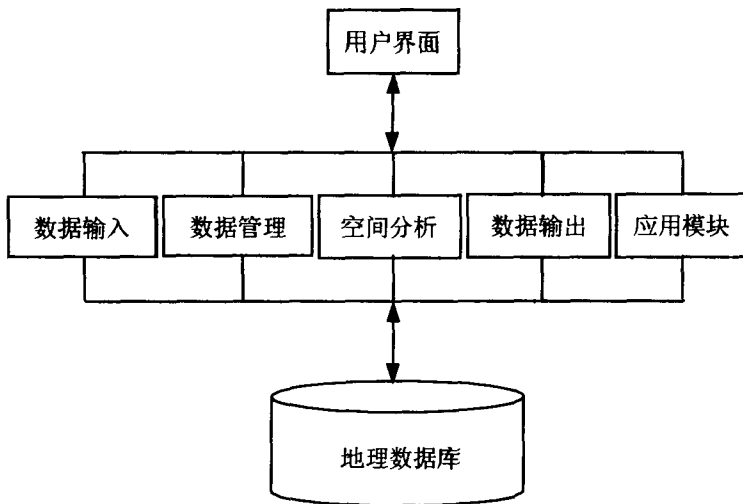 用户界面
数据输入
数据管理
空间分析
数据输出
应用模块
地理数据库